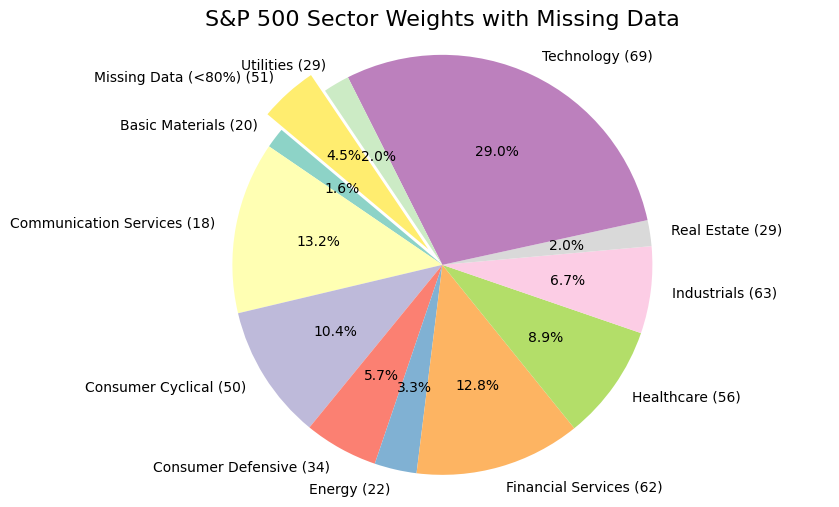 S&P 500 Sector Weights with Missing Data
Technology (69)
Utilities (29)
Missing Data (<80%) (51)
Basic Materials (20)
Communication Services (18)
Consumer Cyclical (50)
Consumer Defensive (34)
Energy (22)
Financial Services (62)
Healthcare (56)
Industrials (63)
Real Estate (29)
29.0%
2.0%
4.5%
1.6%
13.2%
10.4%
5.7%
3.3%
12.8%
8.9%
6.7%
2.0%